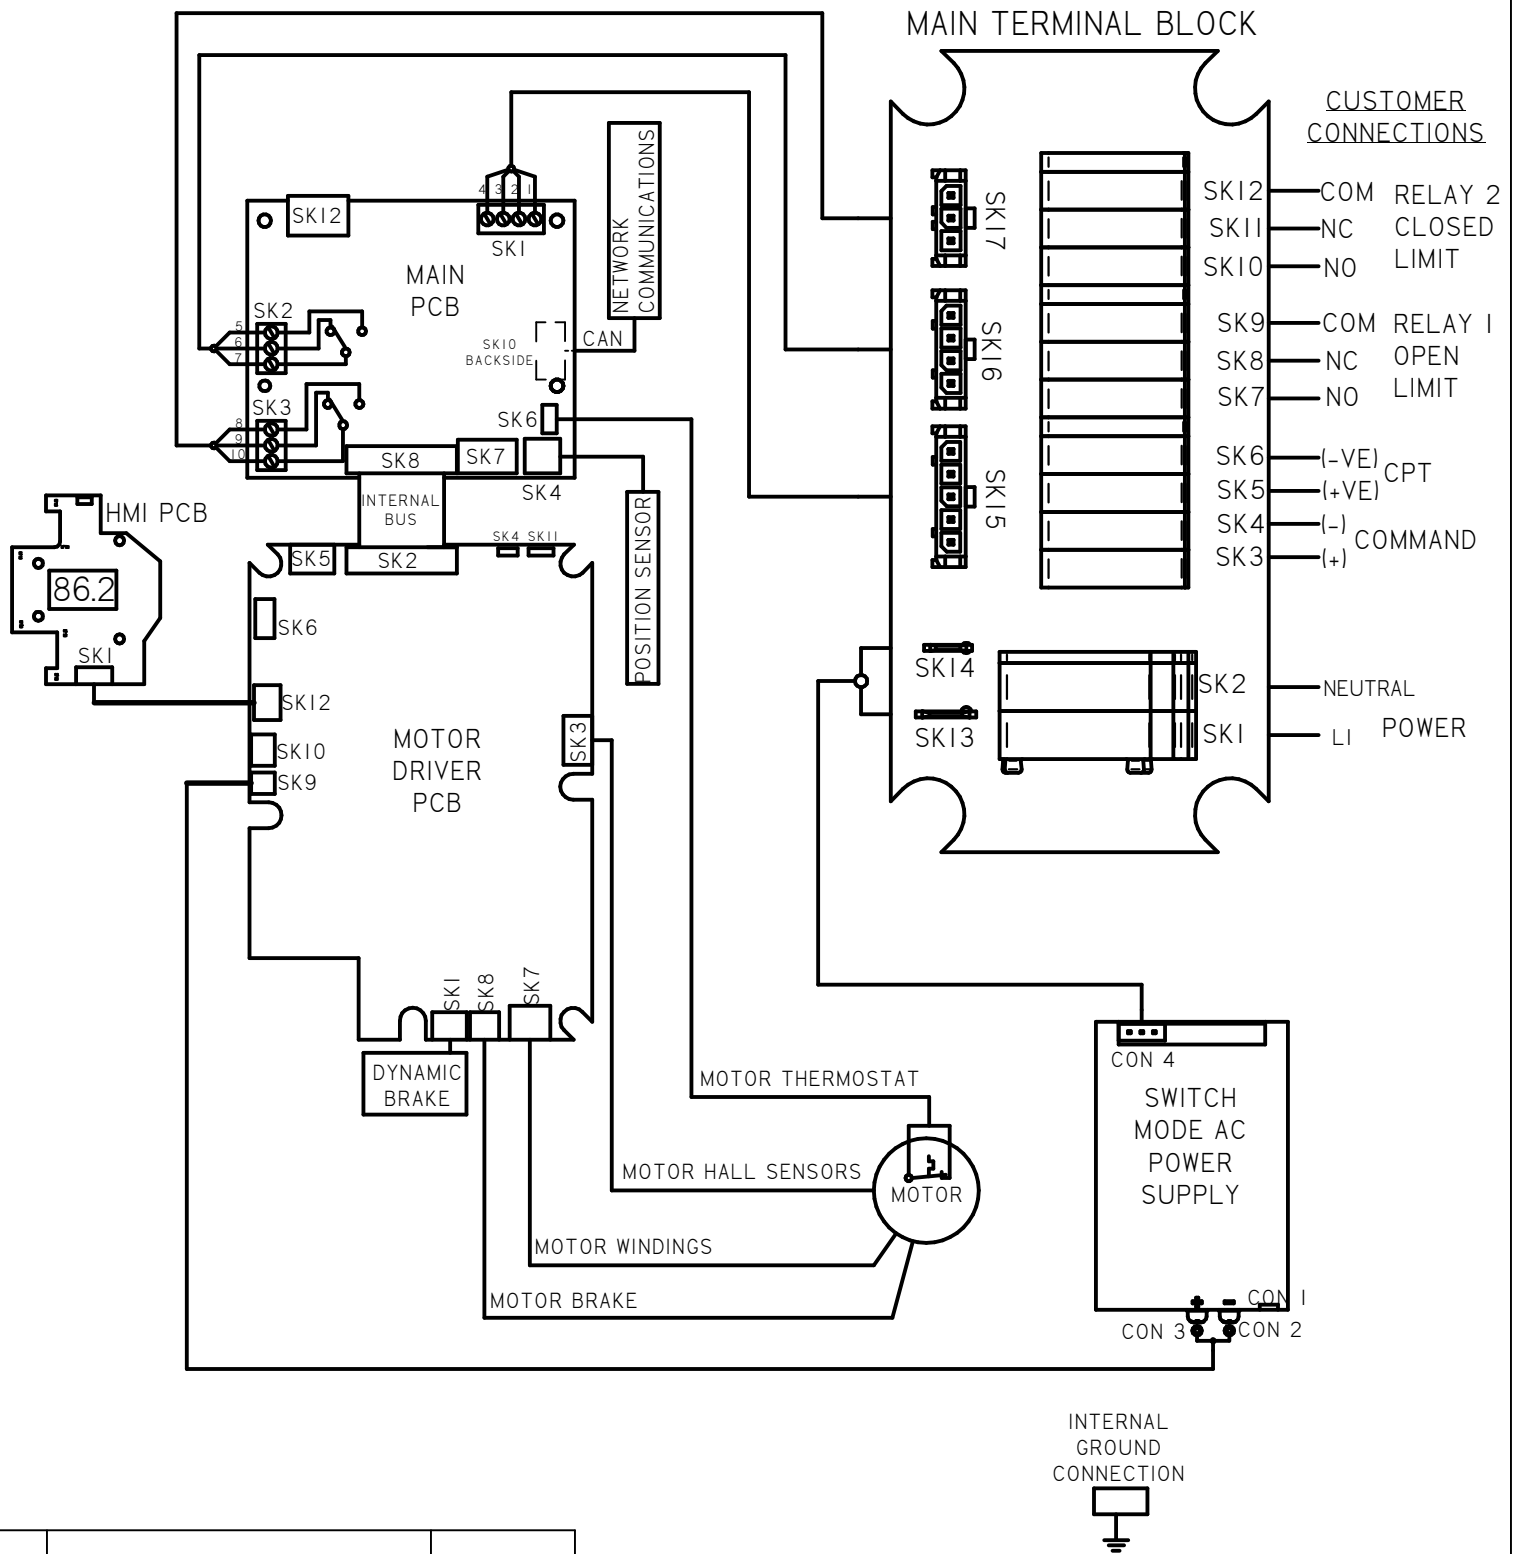 MAIN TERMINAL BLOCK
CUSTOMER
CONNECTIONS
NETWORK
COMMUNICATIONS
4 3 2 1
SK12
SK1
MAIN
PCB
SK2
5
6
7
SK10
BACKSIDE
CAN
SK3
8
9
10
SK6
SK8
SK7
SK4
INTERNAL
BUS
POSITION SENSOR
SK17
SK16
SK15
SK12
COM
RELAY 2
SK11
NC
CLOSED
SK10
NO
LIMIT
SK9
COM
RELAY 1
SK8
NC
OPEN
SK7
NO
LIMIT
SK6
(-VE)
CPT
SK5
(+VE)
SK4
(-)
COMMAND
SK3
(+)
SK14
SK13
SK2
NEUTRAL
SK1
L1
POWER
HMI PCB
86.2
SK1
SK4 SK11
SK5
SK2
SK6
SK12
SK10
SK9
SK3
MOTOR
DRIVER
PCB
SK1
SK8
SK7
DYNAMIC
BRAKE
MOTOR THERMOSTAT
MOTOR HALL SENSORS
MOTOR
MOTOR WINDINGS
MOTOR BRAKE
CON 4
SWITCH
MODE AC
POWER
SUPPLY
+
-
CON 1
CON 3
CON 2
INTERNAL
GROUND
CONNECTION